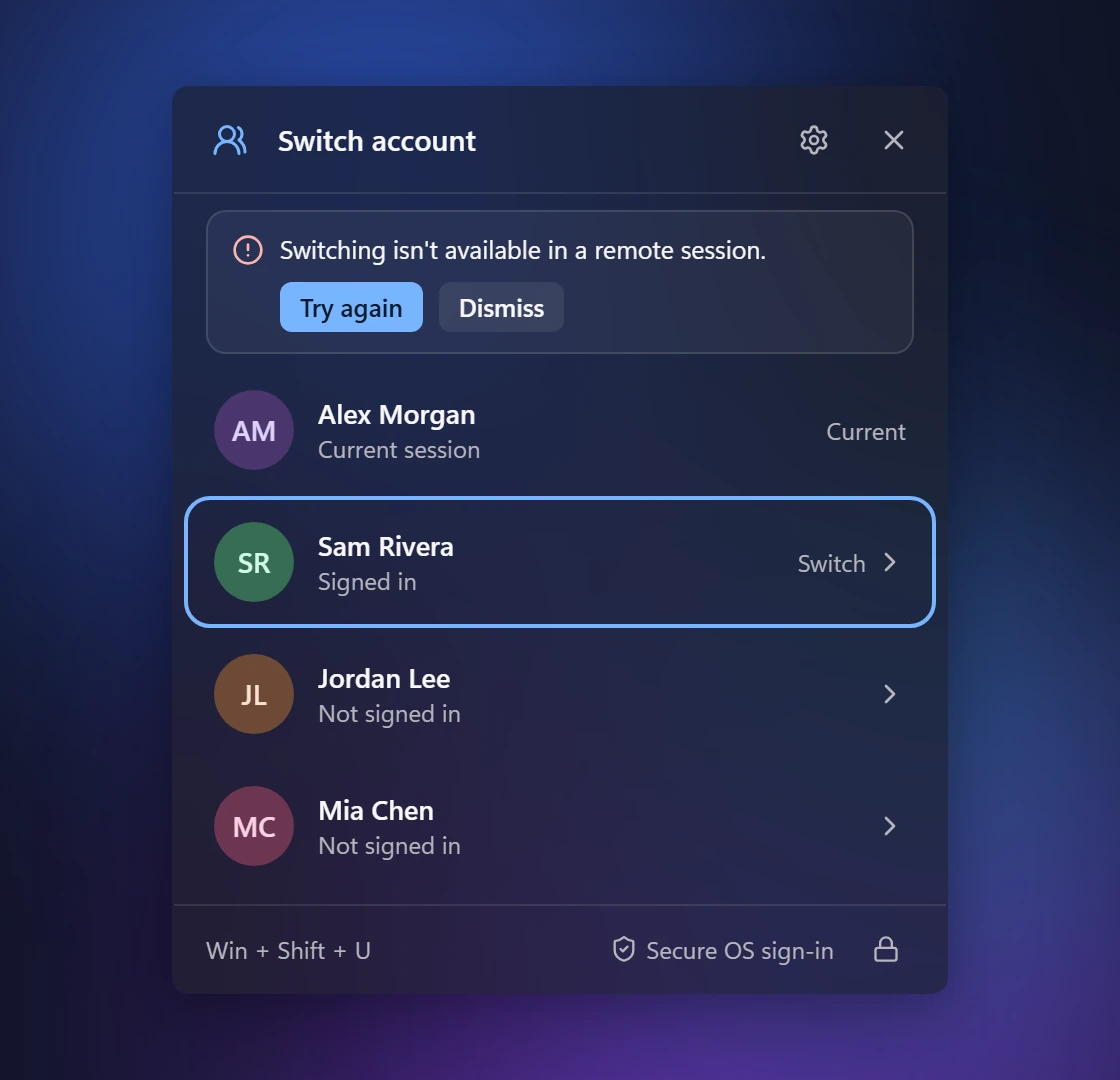 Switch account
Switching isn't available in a remote session.
Try again Dismiss
AM
Alex Morgan
Current session
Current
SR
Sam Rivera
Signed in
Switch
JL
Jordan Lee
Not signed in
MC
Mia Chen
Not signed in
Win + Shift + U
Secure OS sign-in